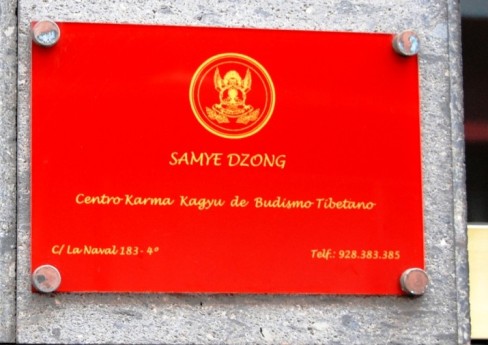 SAMYE DZONG
Centro Karma Kagyu de Budismo Tibetano
C/ La Naval 183-4º
Telf.: 928.383.385